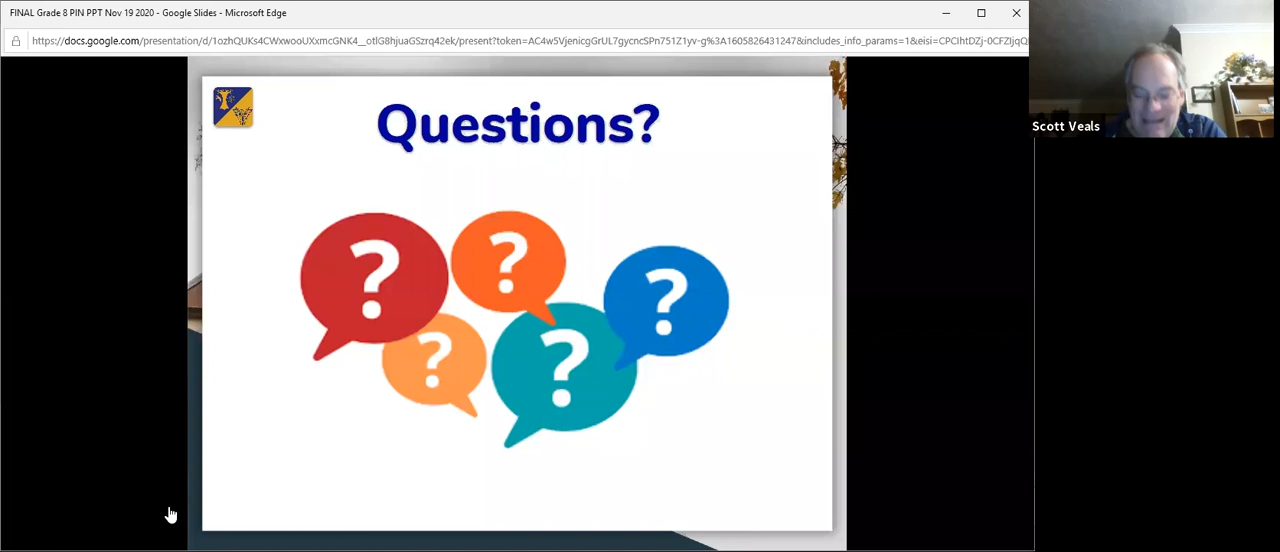 FINAL Grade 8 PIN PPT Nov 19 2020 - Google Slides - Microsoft Edge
https://docs.google.com/presentation/d/1ozhQUKs4CWxwooUXxmcGNK4__otlG8hjuaGSzrq42ek/present?token=AC4w5VjenicgGrUL7gycncSPn751Z1yv-g%3A1605826431247&includes_info_params=1&eisi=CPCIhtDZj-0CFZIjqQ
Questions?
Scott Veals
? ?
?
? ?